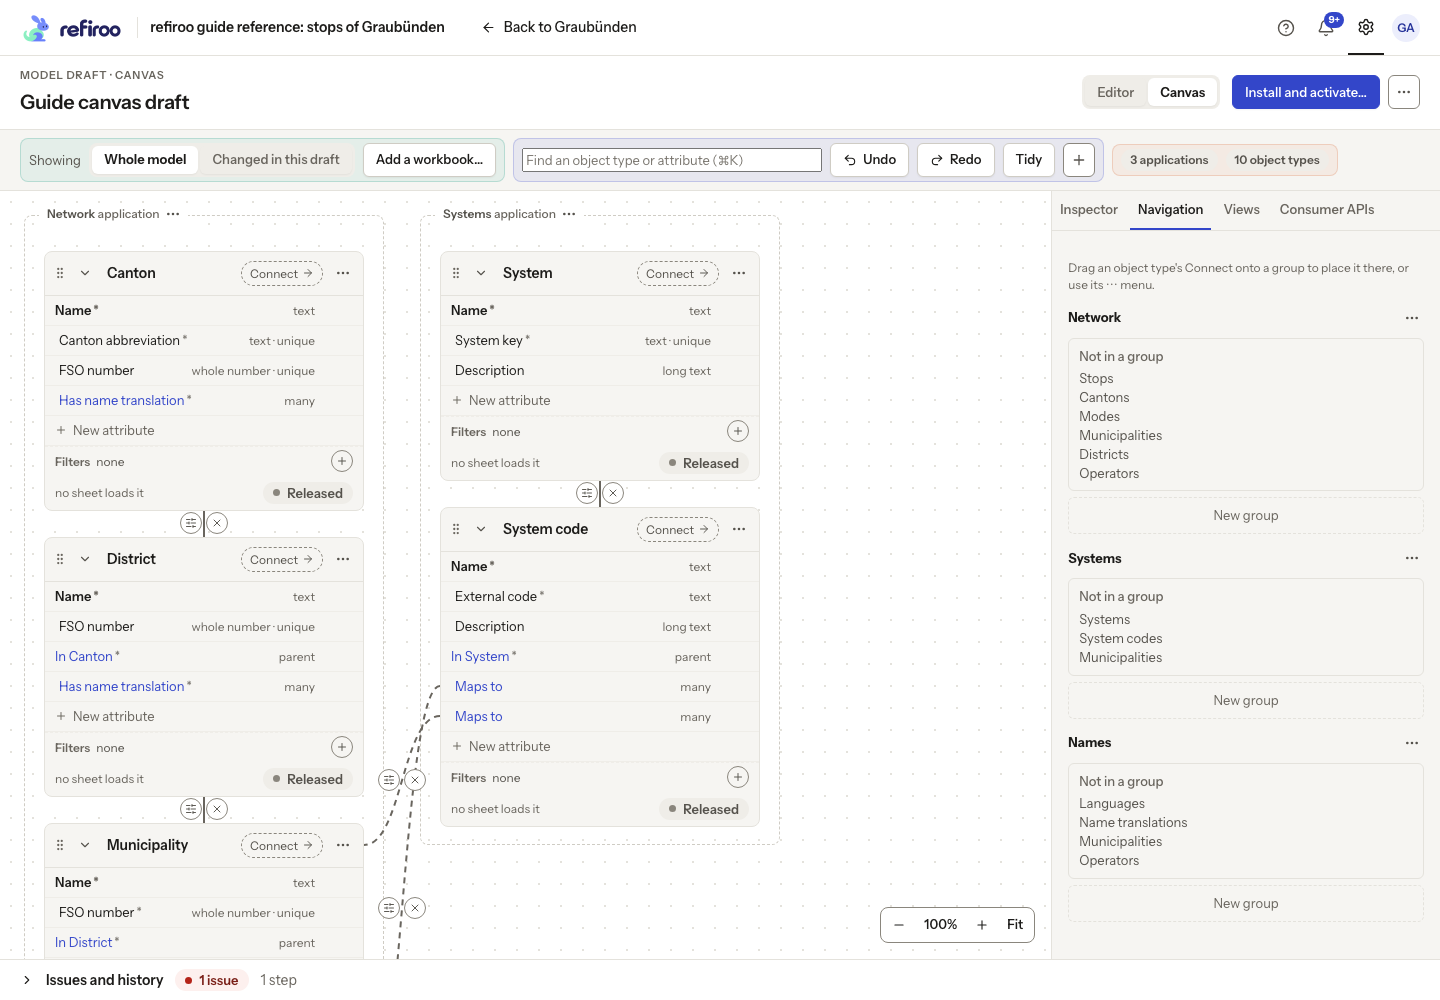 refiroo
refiroo guide reference: stops of Graubünden
← Back to Graubünden
9+
GA
MODEL DRAFT · CANVAS
Guide canvas draft
Editor
Canvas
Install and activate...
Showing
Whole model
Changed in this draft
Add a workbook...
Find an object type or attribute (⌘K)
Undo
Redo
Tidy
3 applications
10 object types
Network application
Canton
Connect →
Name *
text
Canton abbreviation *
text · unique
FSO number
whole number · unique
Has name translation *
many
+ New attribute
Filters none
no sheet loads it
Released
District
Connect →
Name *
text
FSO number
whole number · unique
In Canton *
parent
Has name translation *
many
+ New attribute
Filters none
no sheet loads it
Released
Municipality
Connect →
Name *
text
FSO number *
whole number · unique
In District *
parent
Systems application
System
Connect →
Name *
text
System key *
text · unique
Description
long text
+ New attribute
Filters none
no sheet loads it
Released
System code
Connect →
Name *
text
External code *
text
Description
long text
In System *
parent
Maps to
many
Maps to
many
+ New attribute
Filters none
no sheet loads it
Released
100%
Fit
Inspector
Navigation
Views
Consumer APIs
Drag an object type's Connect onto a group to place it there, or
use its ··· menu.
Network
Not in a group
Stops
Cantons
Modes
Municipalities
Districts
Operators
New group
Systems
Not in a group
Systems
System codes
Municipalities
New group
Names
Not in a group
Languages
Name translations
Municipalities
Operators
New group
Issues and history
1 issue
1 step